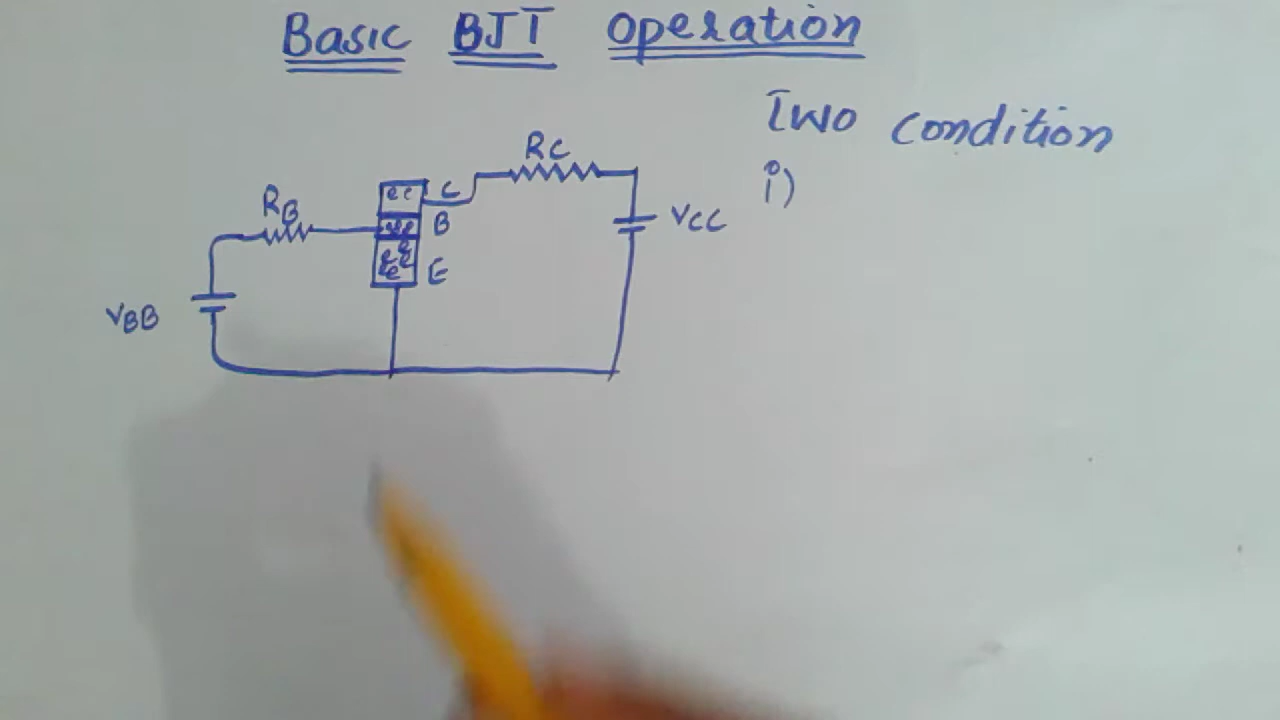 Basic BJT operation
Two condition
i)
RC
RB
C
B
E
VCC
VBB